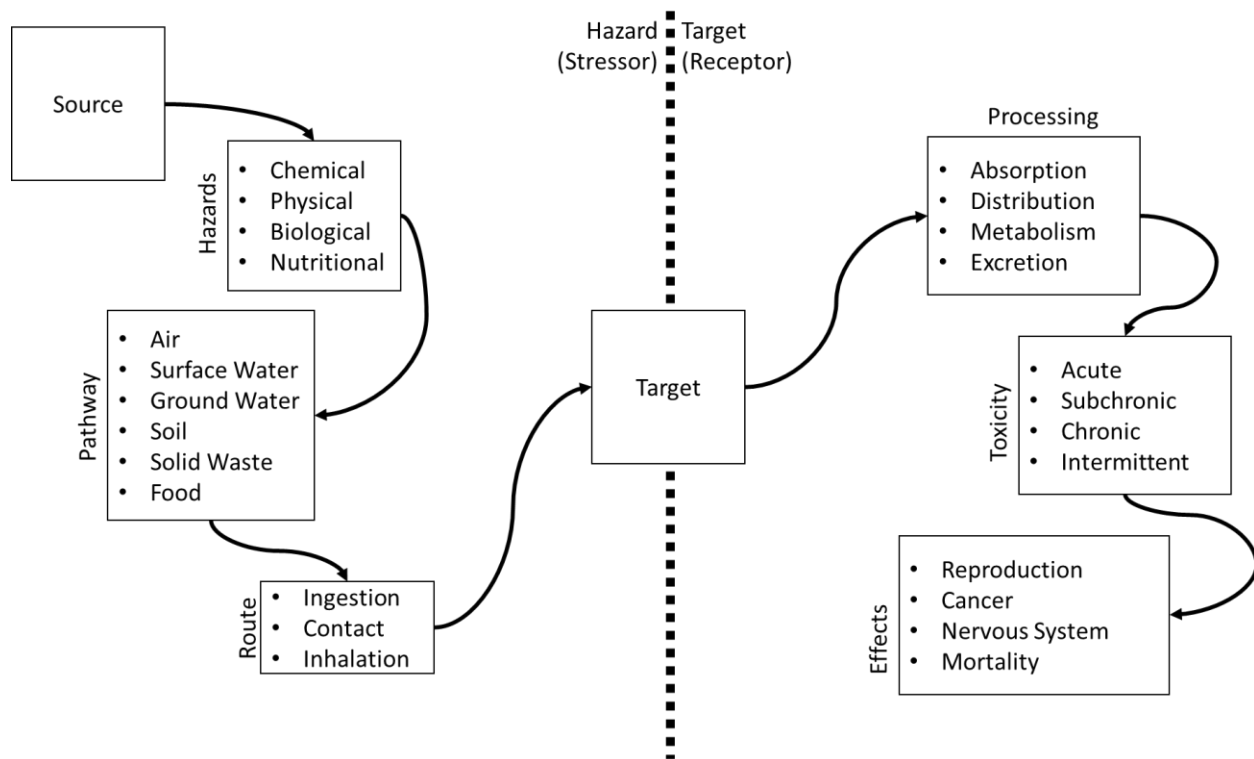 Source
Hazards
• Chemical
• Physical
• Biological
• Nutritional
Pathway
• Air
• Surface Water
• Ground Water
• Soil
• Solid Waste
• Food
Route
• Ingestion
• Contact
• Inhalation
Hazard
(Stressor)
Target
(Receptor)
Target
Processing
• Absorption
• Distribution
• Metabolism
• Excretion
Toxicity
• Acute
• Subchronic
• Chronic
• Intermittent
Effects
• Reproduction
• Cancer
• Nervous System
• Mortality